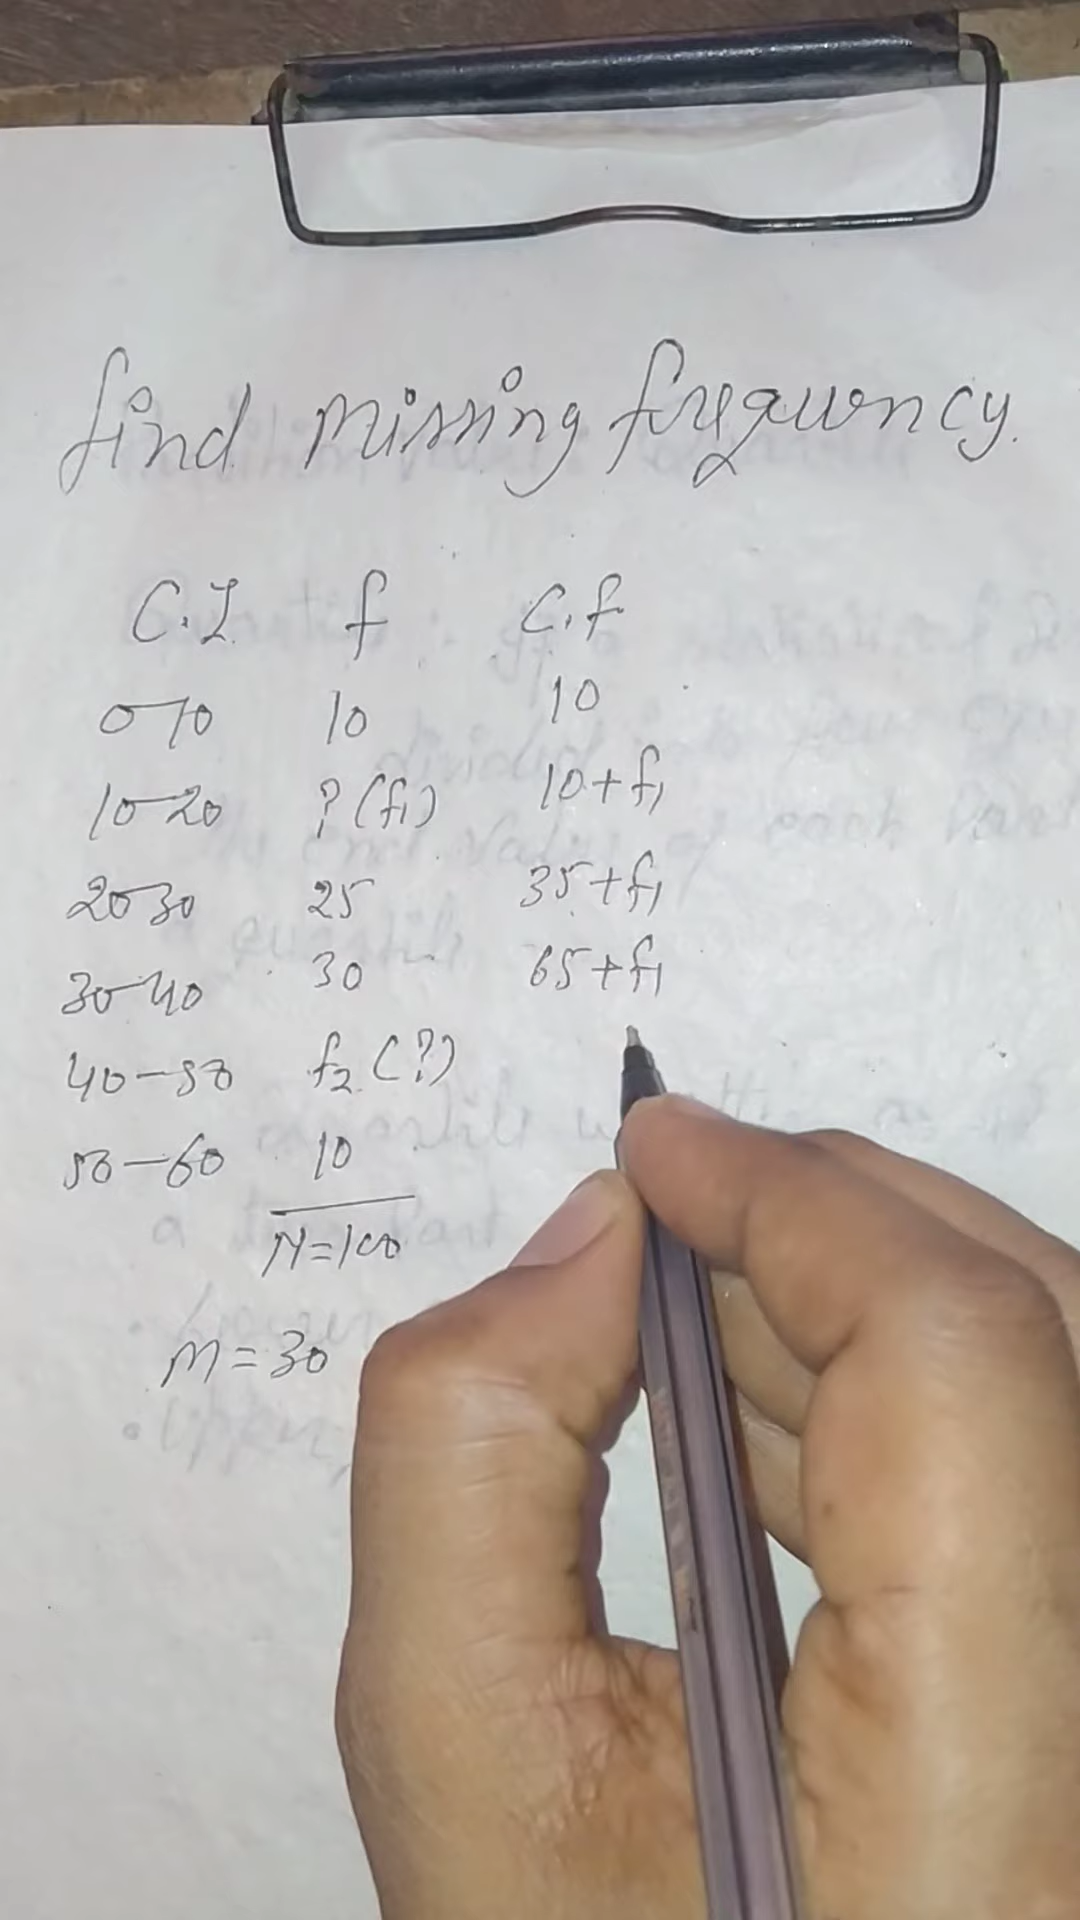 find missing frequency.
C.I f C.f
0-10 10 10
10-20 ?(f1) 10+f1
20-30 25 35+f1
30-40 30 65+f1
40-50 f2 (?)
50-60 10
N=100
M=30